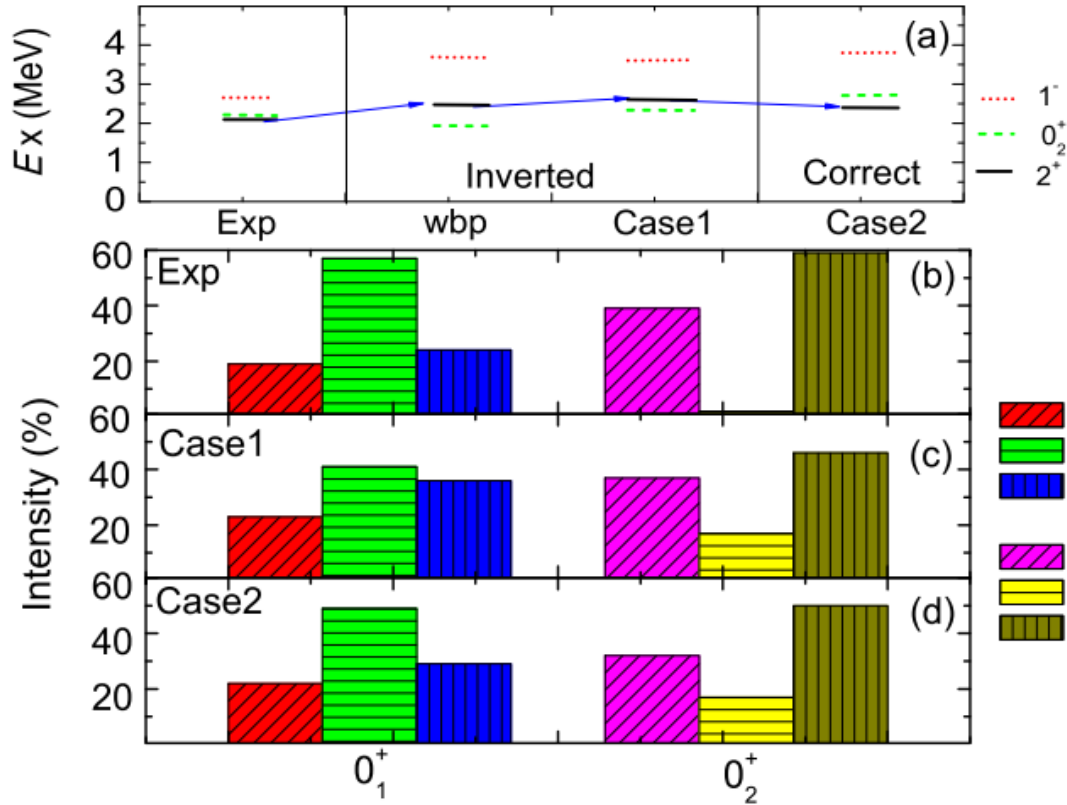 (a)
4
3
2
1
0
Ex (MeV)
Inverted
Correct
1⁻
0₂⁺
2⁺
Exp
wbp
Case1
Case2
60
40
20
Exp
(b)
60
40
20
Case1
(c)
60
40
20
Case2
(d)
Intensity (%)
0₁⁺
0₂⁺